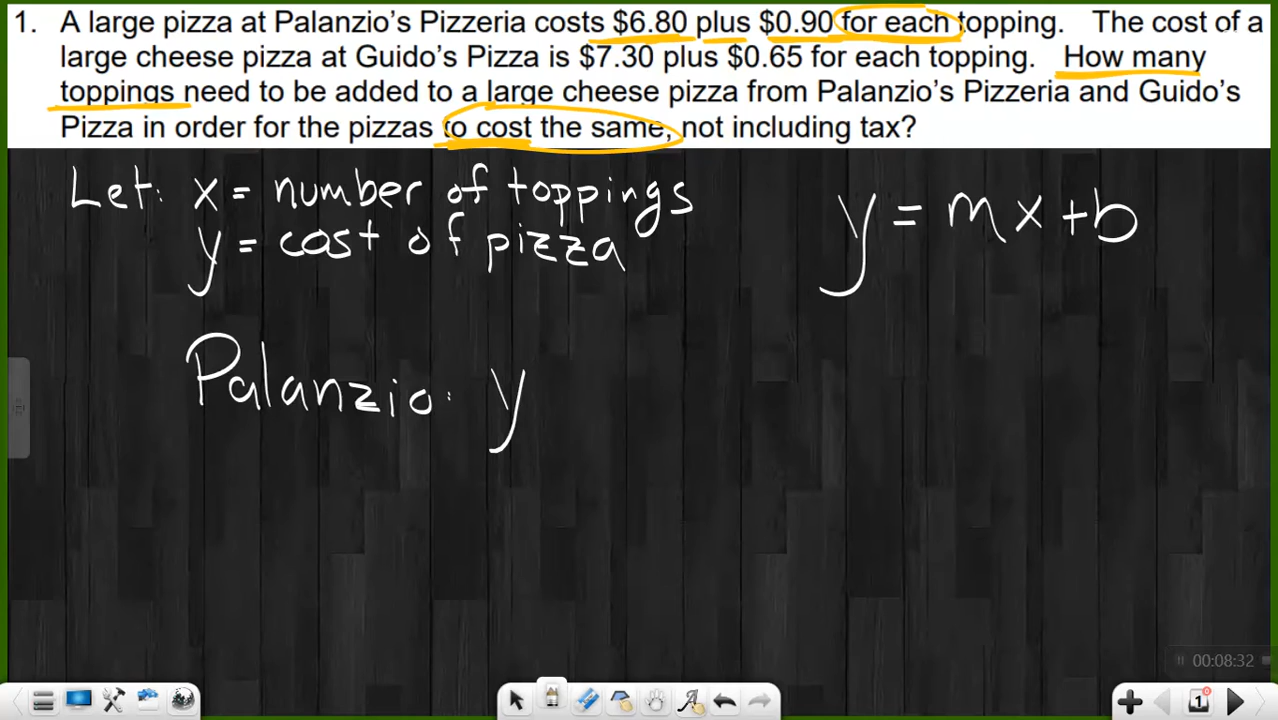 1. A large pizza at Palanzio's Pizzeria costs $6.80 plus $0.90 for each topping. The cost of a
large cheese pizza at Guido's Pizza is $7.30 plus $0.65 for each topping. How many
toppings need to be added to a large cheese pizza from Palanzio's Pizzeria and Guido's
Pizza in order for the pizzas to cost the same, not including tax?
Let: x = number of toppings
y = cost of pizza
y = mx+b
Palanzio: y
00:08:32
1